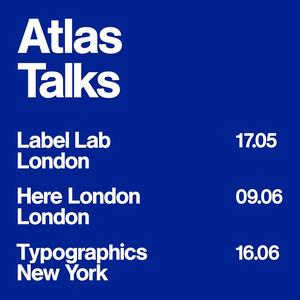 Atlas
Talks
Label Lab 17.05
London
Here London 09.06
London
Typographics 16.06
New York